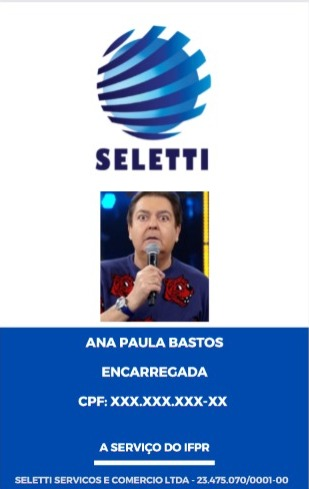 SELETTI
ANA PAULA BASTOS
ENCARREGADA
CPF: XXX.XXX.XXX-XX
A SERVIÇO DO IFPR
SELETTI SERVICOS E COMERCIO LTDA - 23.475.070/0001-00